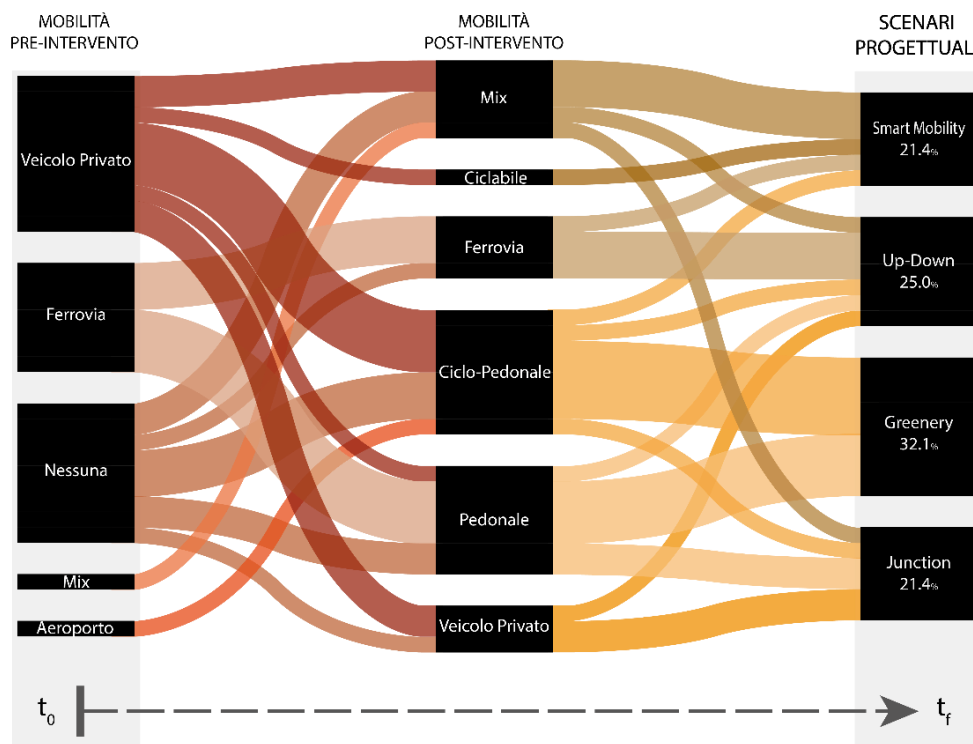 MOBILITÀ
PRE-INTERVENTO
MOBILITÀ
POST-INTERVENTO
SCENARI
PROGETTUAL
Veicolo Privato
Ferrovia
Nessuna
Mix
Aeroporto
Mix
Ciclabile
Ferrovia
Ciclo-Pedonale
Pedonale
Veicolo Privato
Smart Mobility
21.4%
Up-Down
25.0%
Greenery
32.1%
Junction
21.4%
t0
tf